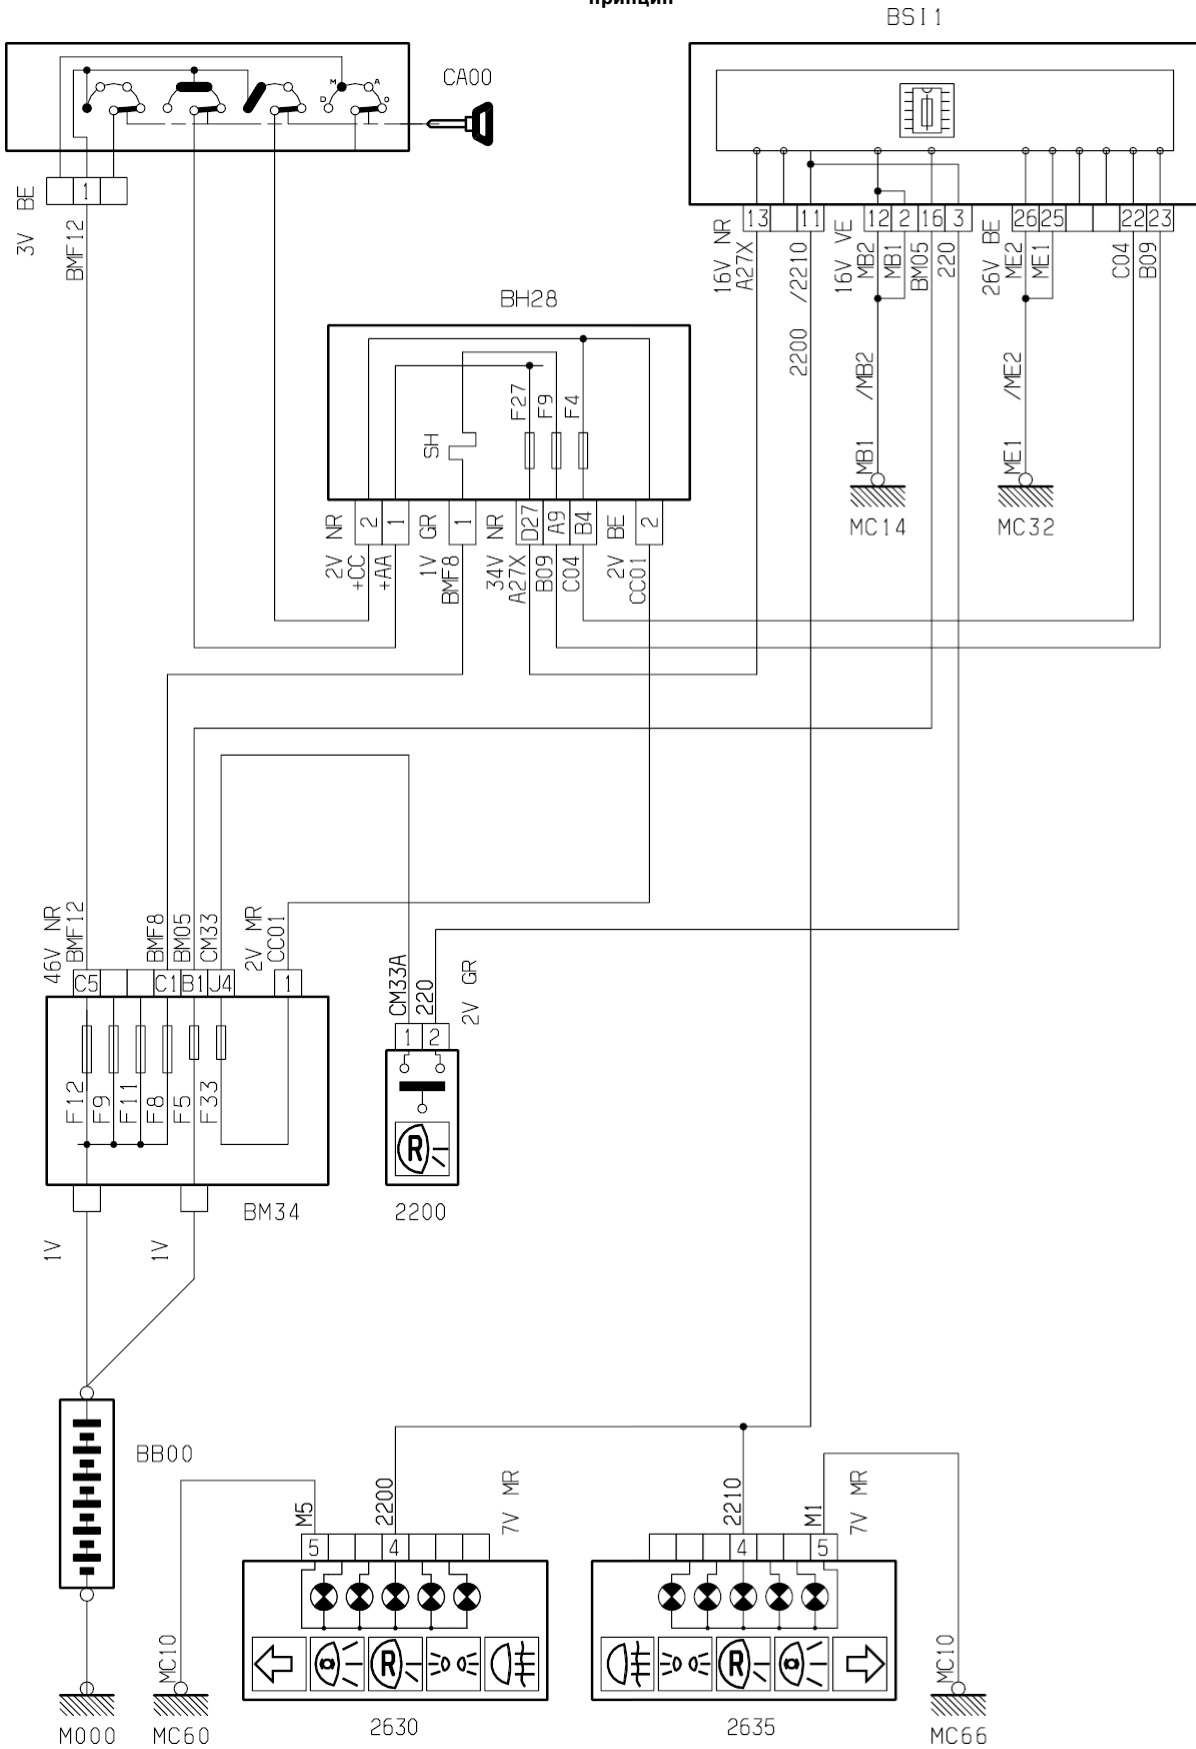 принцип
BSI1
M A
D O
CA00
1
3V BE
BMF12
13 11 12 2 16 3 26 25 22 23
16V NR
A27X
2200 /2210
16V VE
MB2
MB1
BM05
220
26V BE
ME2
ME1
C04
B09
/MB2
MB1
MC14
/ME2
ME1
MC32
BH28
SH
F27
F9
F4
2 1 1 D27 A9 B4 2
2V NR
+CC
+AA
1V GR
BMF8
34V NR
A27X
B09
C04
2V BE
CC01
46V NR
BMF12
BMF8
BM05
CM33
2V MR
CC01
C5 C1 B1 J4 1
F12
F9
F11
F8
F5
F33
BM34
1V
1V
CM33A
220
2V GR
1 2
R
2200
BB00
M000
M5
2200
7V MR
5 4
R
2630
MC10
MC60
2210
M1
7V MR
4 5
R
2635
MC10
MC66